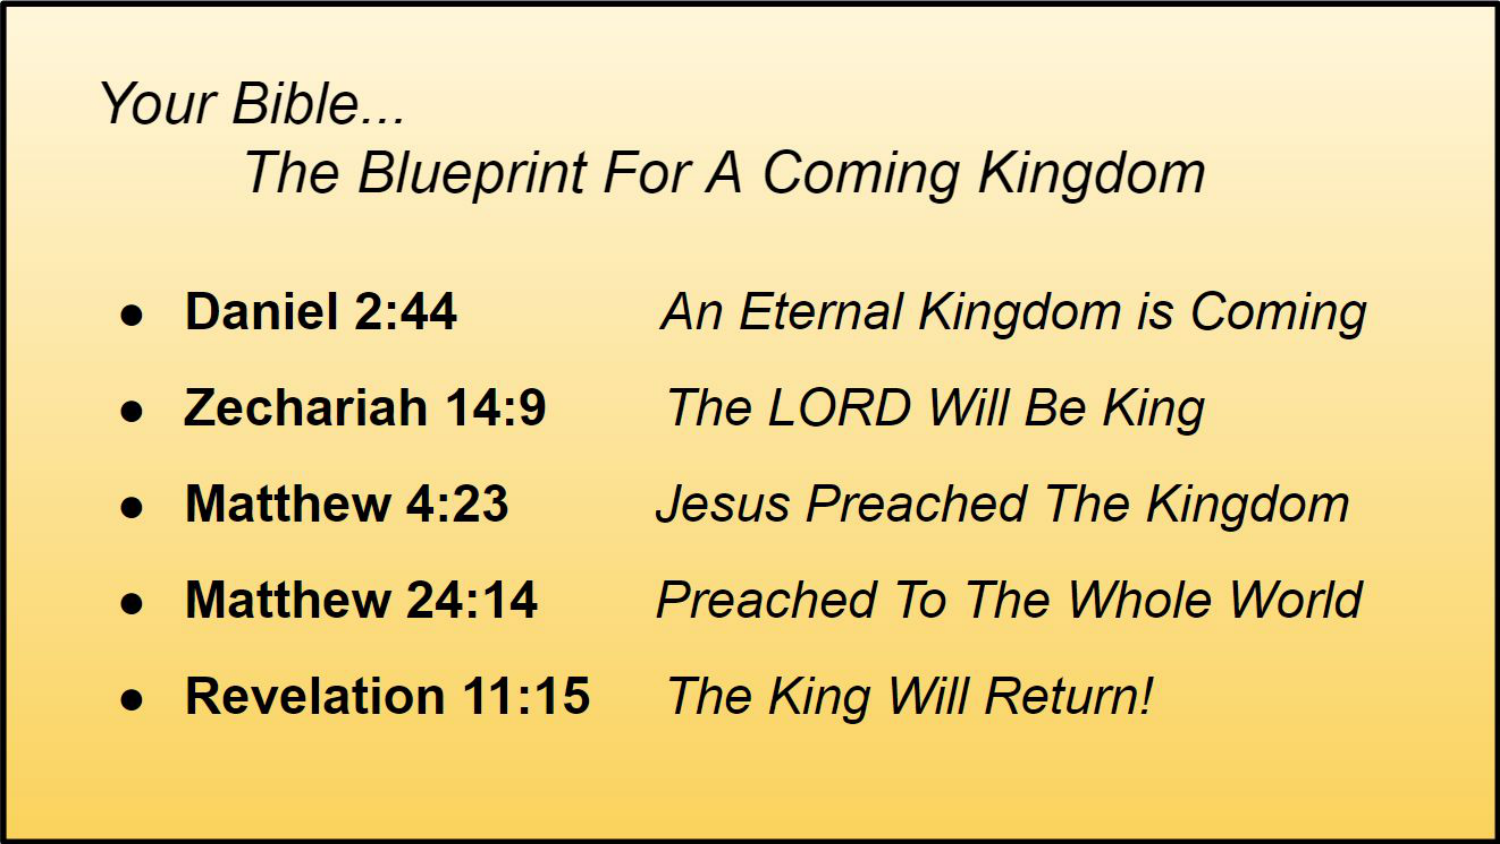 Your Bible...
The Blueprint For A Coming Kingdom
● Daniel 2:44 An Eternal Kingdom is Coming
● Zechariah 14:9 The LORD Will Be King
● Matthew 4:23 Jesus Preached The Kingdom
● Matthew 24:14 Preached To The Whole World
● Revelation 11:15 The King Will Return!